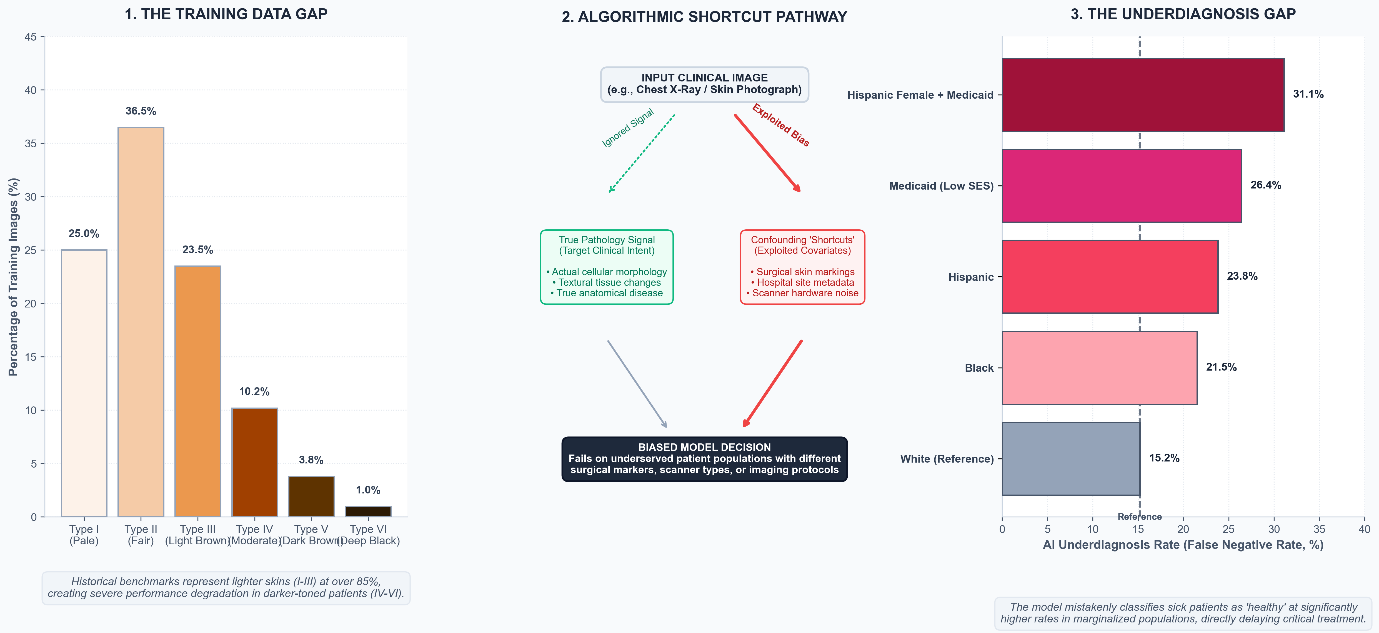 1. THE TRAINING DATA GAP
Percentage of Training Images (%)
45
40
35
30
25
20
15
10
5
0
25.0%
36.5%
23.5%
10.2%
3.8%
1.0%
Type I
(Pale)
Type II
(Fair)
Type III
(Light Brown)
Type IV
(Moderate)
Type V
(Dark Brown)
Type VI
(Deep Black)
Historical benchmarks represent lighter skins (I-III) at over 85%,
creating severe performance degradation in darker-toned patients (IV-VI).
2. ALGORITHMIC SHORTCUT PATHWAY
INPUT CLINICAL IMAGE
(e.g., Chest X-Ray / Skin Photograph)
Ignored Signal
Exploited Bias
True Pathology Signal
(Target Clinical Intent)
• Actual cellular morphology
• Textural tissue changes
• True anatomical disease
Confounding 'Shortcuts'
(Exploited Covariates)
• Surgical skin markings
• Hospital site metadata
• Scanner hardware noise
BIASED MODEL DECISION
Fails on underserved patient populations with different
surgical markers, scanner types, or imaging protocols
3. THE UNDERDIAGNOSIS GAP
Hispanic Female + Medicaid
31.1%
Medicaid (Low SES)
26.4%
Hispanic
23.8%
Black
21.5%
White (Reference)
15.2%
Reference
0
5
10
15
20
25
30
35
40
AI Underdiagnosis Rate (False Negative Rate, %)
The model mistakenly classifies sick patients as 'healthy' at significantly
higher rates in marginalized populations, directly delaying critical treatment.